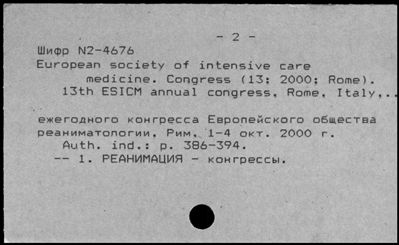 - 2 -
Шифр N2-4676
European society of intensive care
medicine. Congress (13; 2000; Rome).
13th ESICM annual congress, Rome, Italy,..
ежегодного конгресса Европейского общества
реаниматологии, Рим, 1-4 окт. 2000 г.
Auth. ind.: p. 386-394.
-- 1. РЕАНИМАЦИЯ - конгрессы.